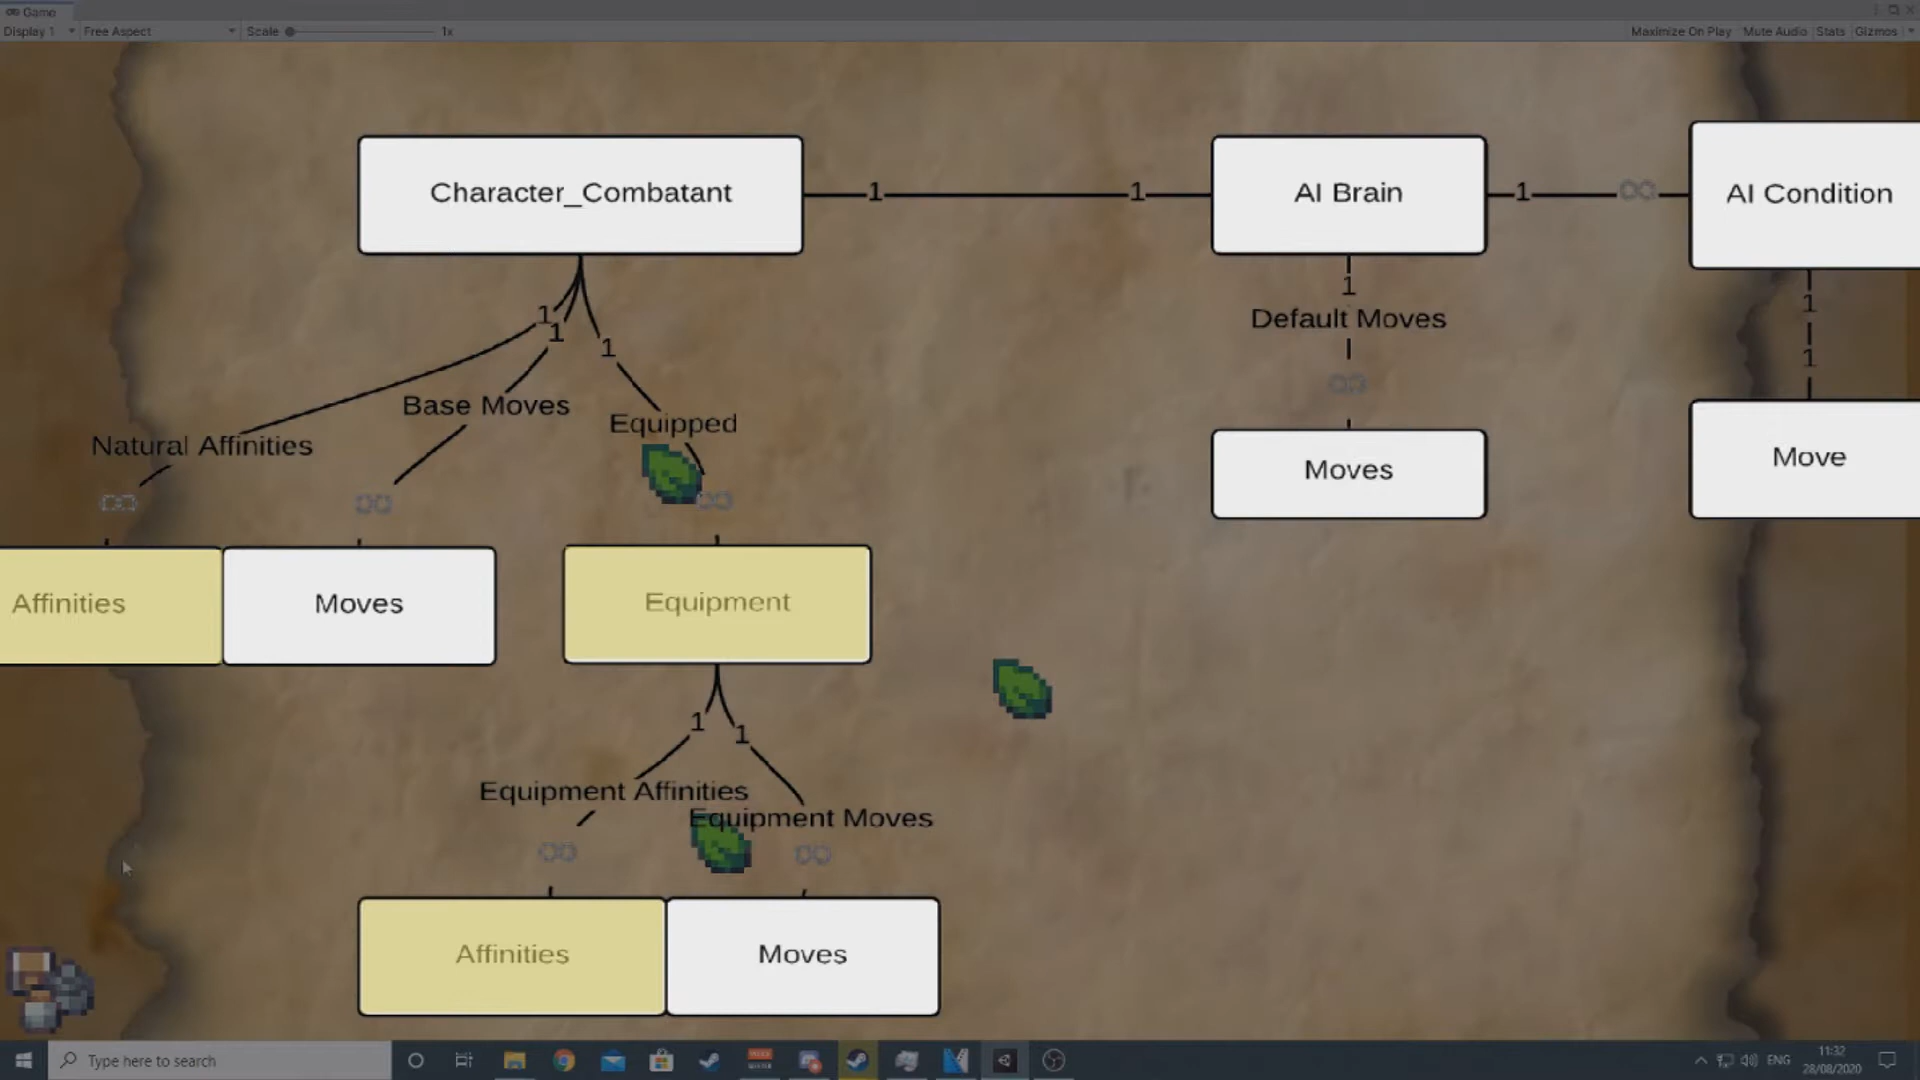 Game
Display 1 Free Aspect Scale 1x Maximize On Play Mute Audio Stats Gizmos
Character_Combatant 1 1 AI Brain 1 ∞ AI Condition
1 1 1
1
1
1
Default Moves
1
Base Moves
Equipped
Natural Affinities
∞
∞ ∞ ∞
Moves
Move
Affinities Moves Equipment
1 1
Equipment Affinities
Equipment Moves
∞ ∞
Affinities Moves
Type here to search
ENG
11:32
28/08/2020